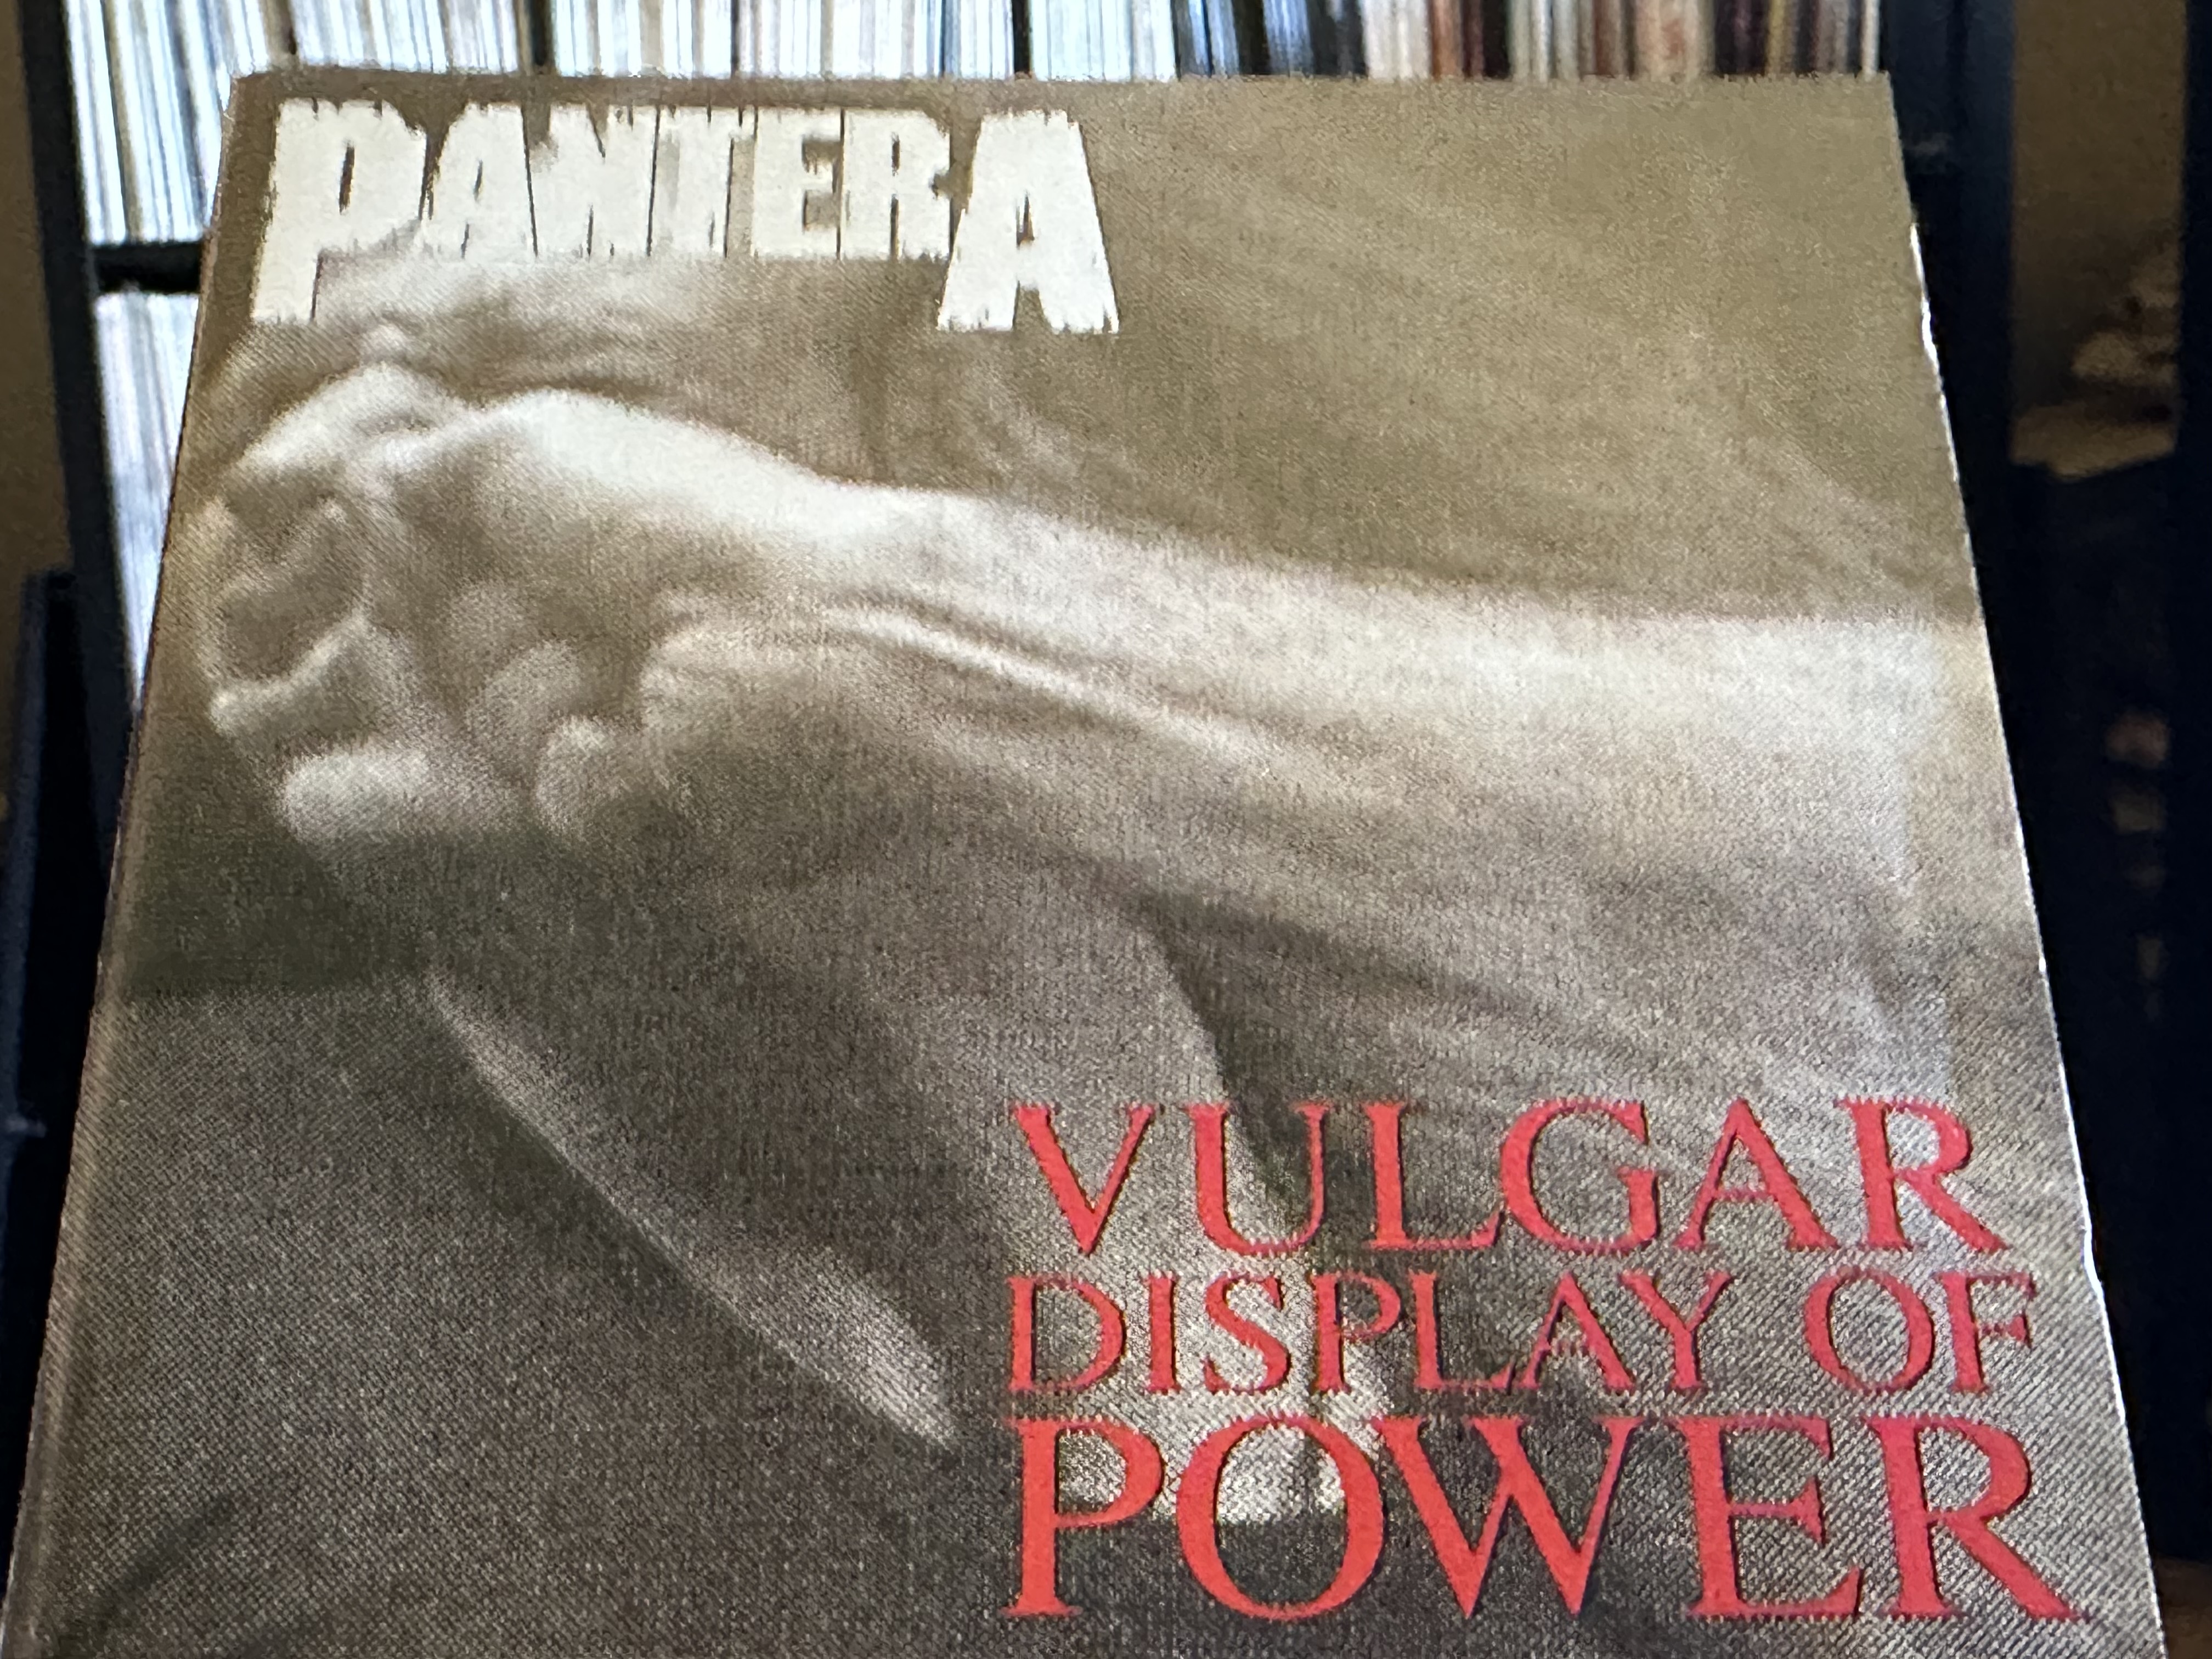 PANTERA
VULGAR
DISPLAY OF
POWER